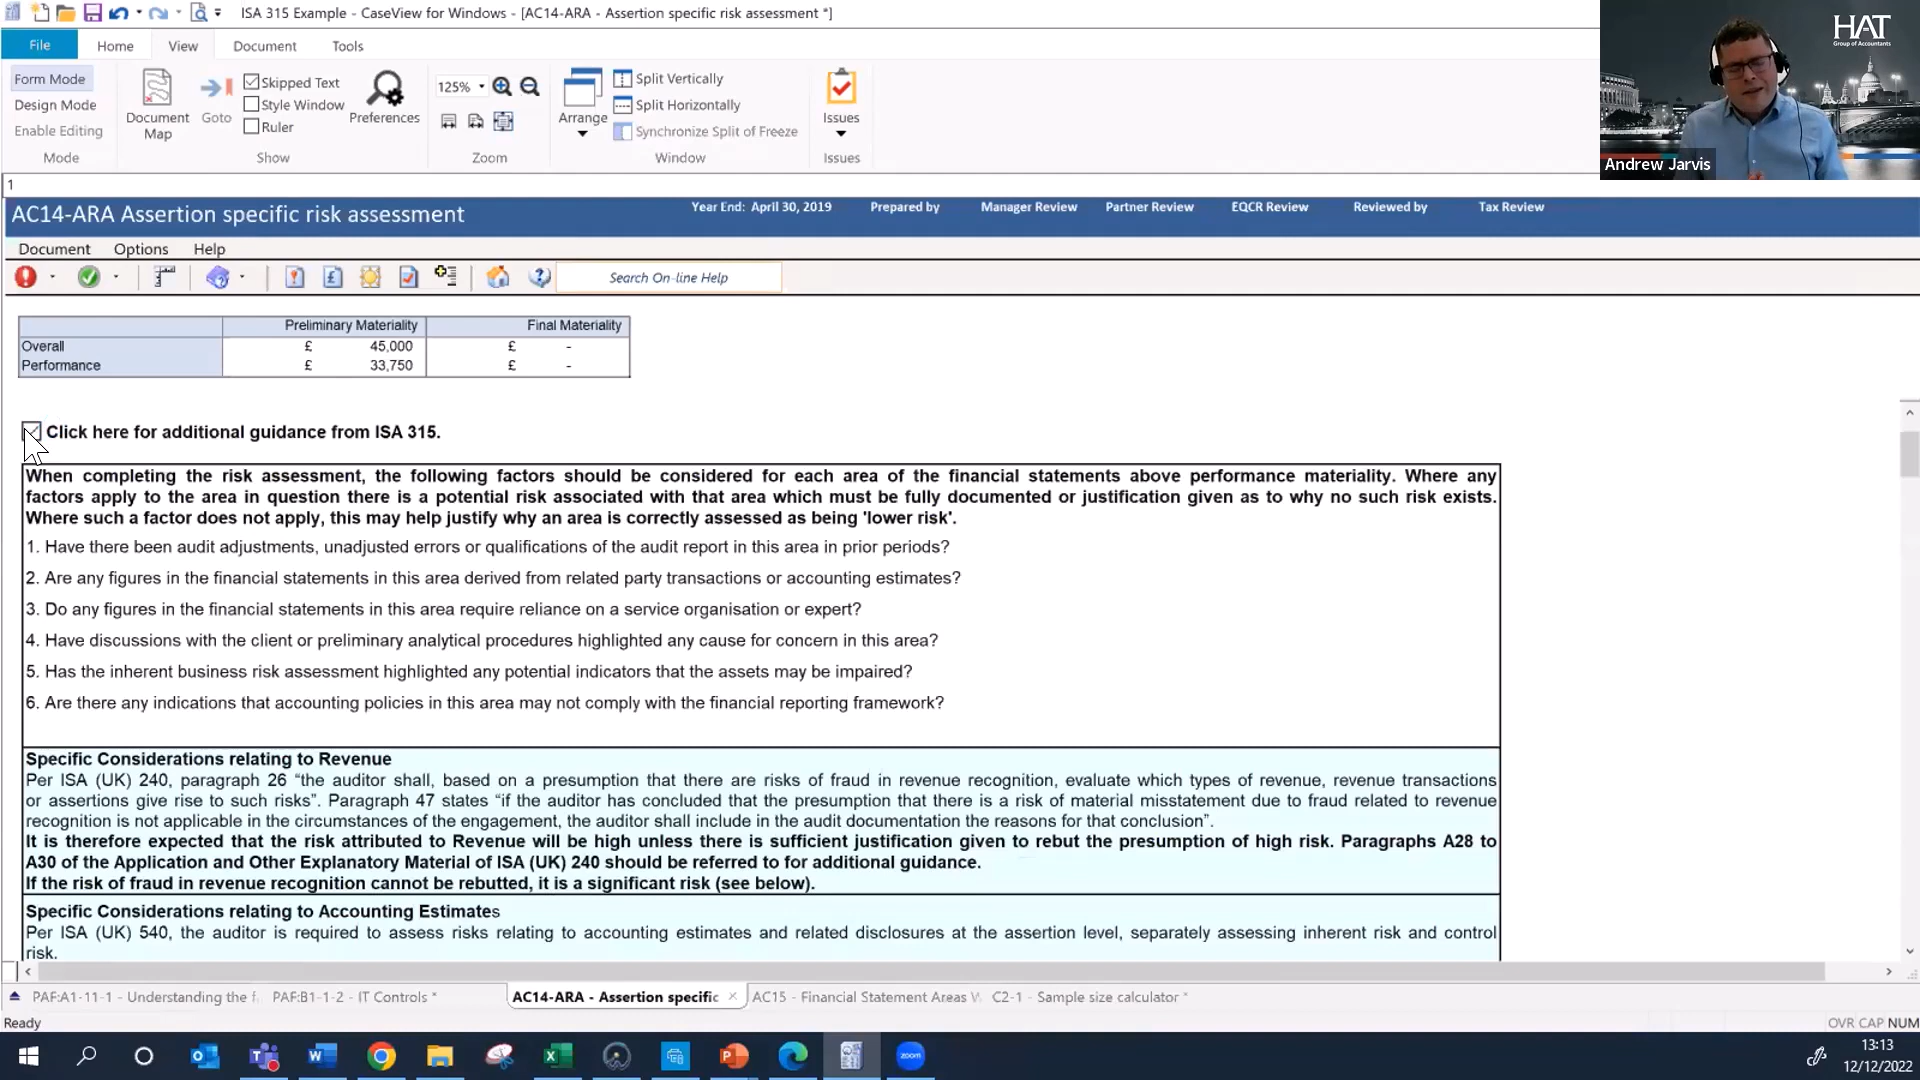 ISA 315 Example - CaseView for Windows - [AC14-ARA - Assertion specific risk assessment *]
HAT
Group of Accountants
Andrew Jarvis
File
Home
View
Document
Tools
Form Mode
Design Mode
Enable Editing
Mode
Document
Map
Goto
Skipped Text
Style Window
Ruler
Show
Preferences
125%
Zoom
Arrange
Split Vertically
Split Horizontally
Synchronize Split of Freeze
Window
Issues
Issues
1
AC14-ARA Assertion specific risk assessment
Year End: April 30, 2019 Prepared by Manager Review Partner Review EQCR Review Reviewed by Tax Review
Document Options Help
Search On-line Help
Preliminary Materiality Final Materiality
Overall £ 45,000 £ -
Performance £ 33,750 £ -
Click here for additional guidance from ISA 315.
When completing the risk assessment, the following factors should be considered for each area of the financial statements above performance materiality. Where any
factors apply to the area in question there is a potential risk associated with that area which must be fully documented or justification given as to why no such risk exists.
Where such a factor does not apply, this may help justify why an area is correctly assessed as being 'lower risk'.
1. Have there been audit adjustments, unadjusted errors or qualifications of the audit report in this area in prior periods?
2. Are any figures in the financial statements in this area derived from related party transactions or accounting estimates?
3. Do any figures in the financial statements in this area require reliance on a service organisation or expert?
4. Have discussions with the client or preliminary analytical procedures highlighted any cause for concern in this area?
5. Has the inherent business risk assessment highlighted any potential indicators that the assets may be impaired?
6. Are there any indications that accounting policies in this area may not comply with the financial reporting framework?
Specific Considerations relating to Revenue
Per ISA (UK) 240, paragraph 26 “the auditor shall, based on a presumption that there are risks of fraud in revenue recognition, evaluate which types of revenue, revenue transactions
or assertions give rise to such risks”. Paragraph 47 states “if the auditor has concluded that the presumption that there is a risk of material misstatement due to fraud related to revenue
recognition is not applicable in the circumstances of the engagement, the auditor shall include in the audit documentation the reasons for that conclusion”.
It is therefore expected that the risk attributed to Revenue will be high unless there is sufficient justification given to rebut the presumption of high risk. Paragraphs A28 to
A30 of the Application and Other Explanatory Material of ISA (UK) 240 should be referred to for additional guidance.
If the risk of fraud in revenue recognition cannot be rebutted, it is a significant risk (see below).
Specific Considerations relating to Accounting Estimates
Per ISA (UK) 540, the auditor is required to assess risks relating to accounting estimates and related disclosures at the assertion level, separately assessing inherent risk and control
risk.
PAF:A1-11-1 - Understanding the f PAF:B1-1-2 - IT Controls * AC14-ARA - Assertion specific AC15 - Financial Statement Areas C2-1 - Sample size calculator *
Ready
OVR CAP NUM
zoom
13:13
12/12/2022